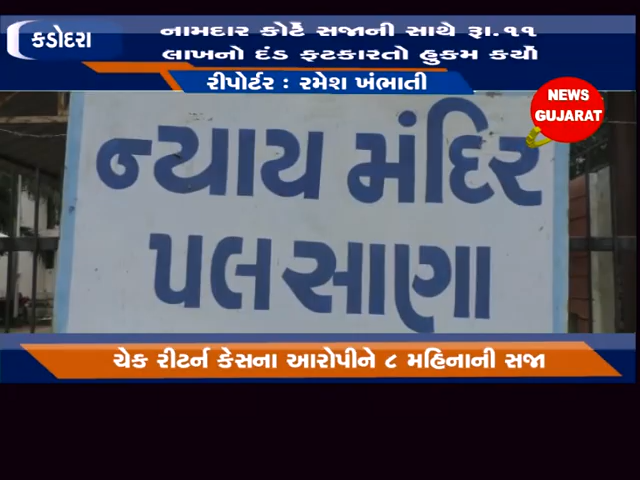 કડોદરા
નામદાર કોર્ટે સજાની સાથે રૂા.૧૧
લાખનો દંડ ફટકારતો હુકમ કર્યો
રીપોર્ટર : રમેશ ખંભાતી
NEWS
GUJARAT
ન્યાય મંદિર
પલસાણા
ચેક રીટર્ન કેસના આરોપીને ૮ મહિનાની સજા